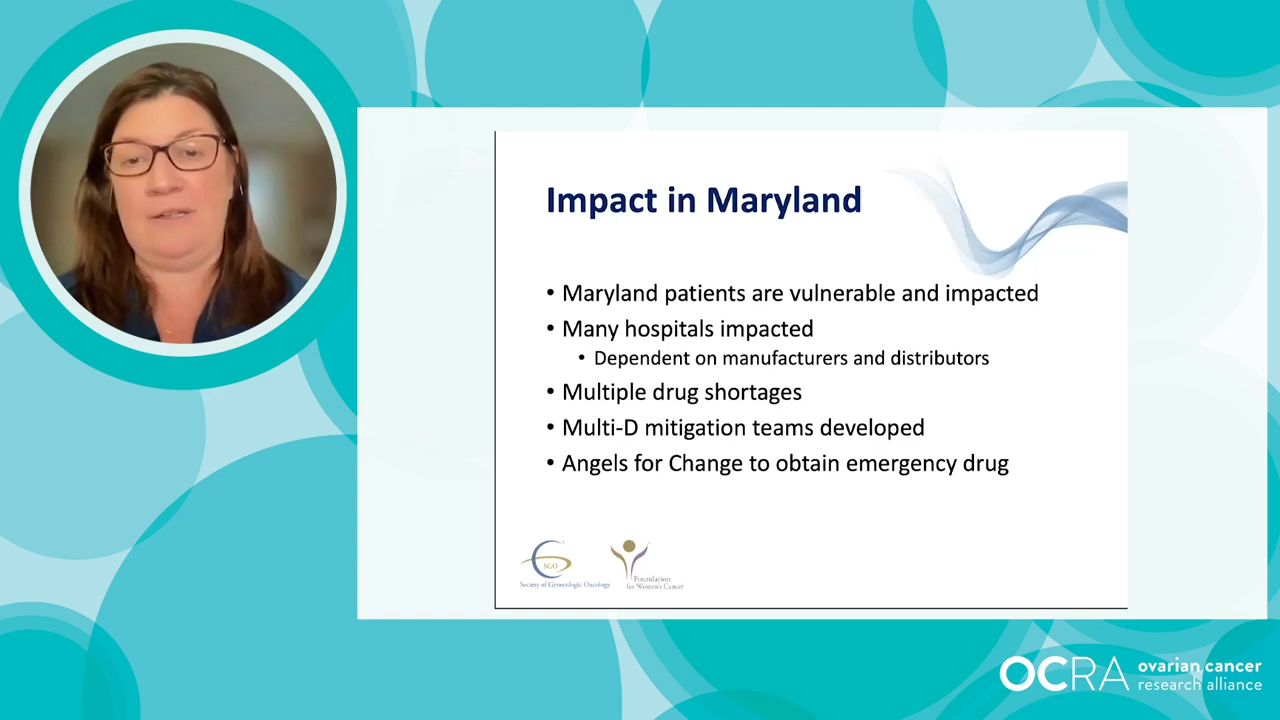 Impact in Maryland
• Maryland patients are vulnerable and impacted
• Many hospitals impacted
• Dependent on manufacturers and distributors
• Multiple drug shortages
• Multi-D mitigation teams developed
• Angels for Change to obtain emergency drug
SGO
Society of Gynecologic Oncology
Foundation
for Women's Cancer
OCRA
ovarian cancer
research alliance